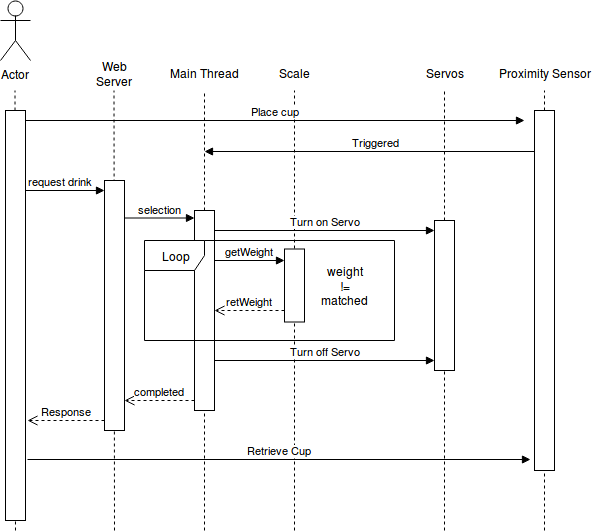 Actor
Web
Server
Main Thread
Scale
Servos
Proximity Sensor
Place cup
Triggered
request drink
selection
Turn on Servo
Loop
getWeight
weight
!=
matched
retWeight
Turn off Servo
completed
Response
Retrieve Cup